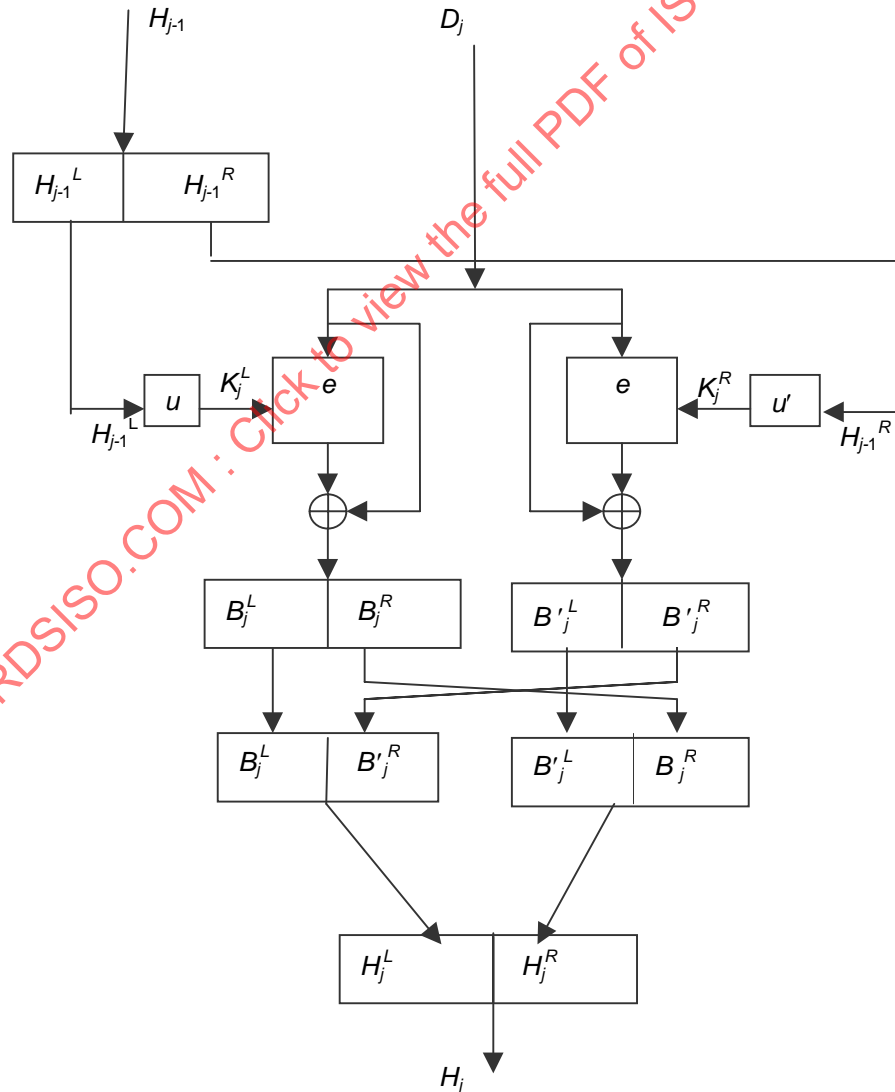 H_{j-1} D_j
RDSISO.COM : Click to view the full PDF of IS
H_{j-1}^L H_{j-1}^R
K_j^L e e K_j^R
u u′
H_{j-1}^L H_{j-1}^R
B_j^L B_j^R B′_j^L B′_j^R
B_j^L B′_j^R B′_j^L B_j^R
H_j^L H_j^R
H_j